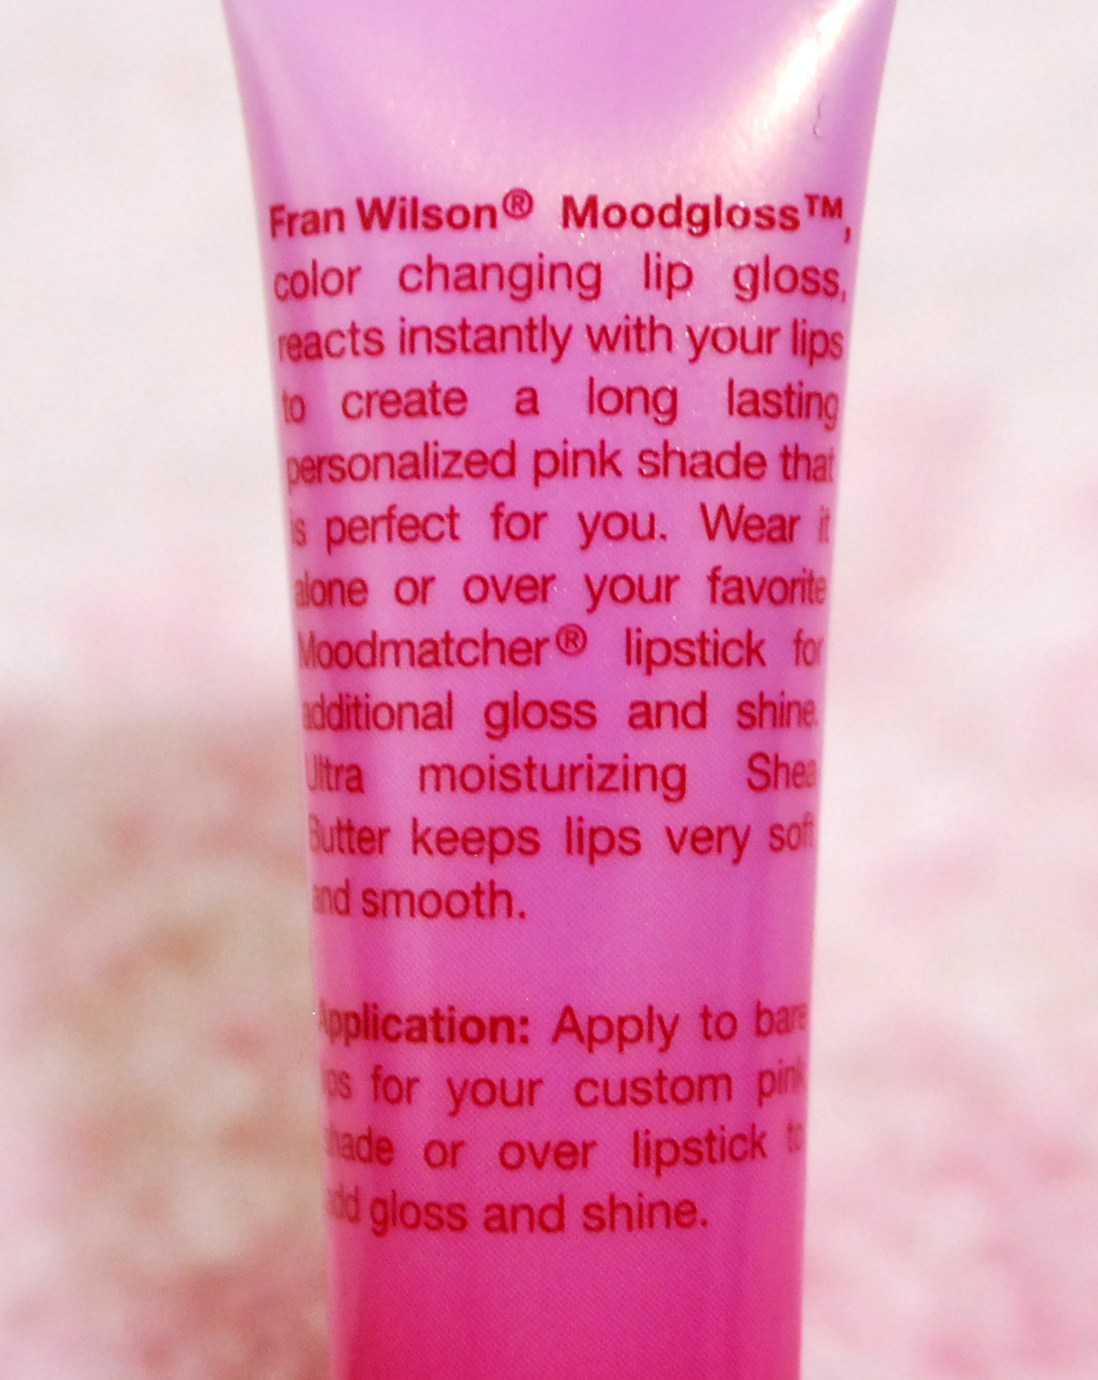 Fran Wilson® Moodgloss™,
color changing lip gloss,
reacts instantly with your lips
to create a long lasting
personalized pink shade that
is perfect for you. Wear it
alone or over your favorite
Moodmatcher® lipstick for
additional gloss and shine.
Ultra moisturizing Shea
Butter keeps lips very soft
and smooth.
Application: Apply to bare
lips for your custom pink
shade or over lipstick to
add gloss and shine.